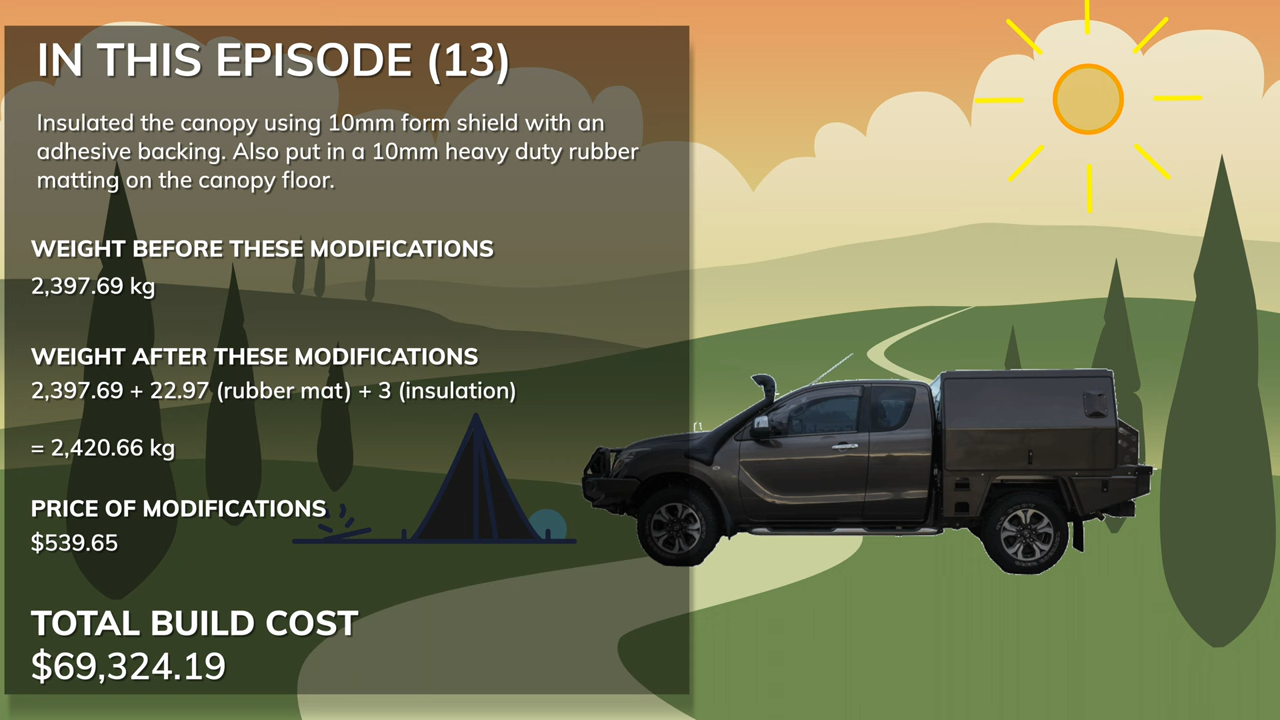 IN THIS EPISODE (13)
Insulated the canopy using 10mm form shield with an
adhesive backing. Also put in a 10mm heavy duty rubber
matting on the canopy floor.
WEIGHT BEFORE THESE MODIFICATIONS
2,397.69 kg
WEIGHT AFTER THESE MODIFICATIONS
2,397.69 + 22.97 (rubber mat) + 3 (insulation)
= 2,420.66 kg
PRICE OF MODIFICATIONS
$539.65
TOTAL BUILD COST
$69,324.19